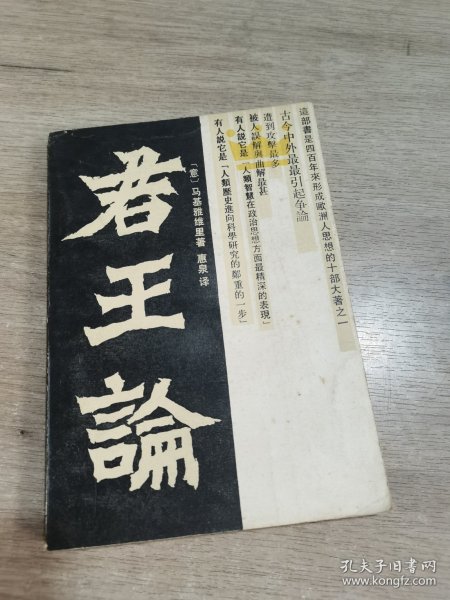 這部書是四百年來形成歐洲人思想的十部大著之一
古今中外最最引起争論
遭到攻擊最多
被人誤解與曲解最甚
有人説它是「人類智慧在政治思想方面最精深的表現」
有人説它是「人類歷史進向科學研究的鄭重的一步」
君王論
〔意〕马基雅维里著 惠泉译
孔夫子旧书网
www.kongfz.com